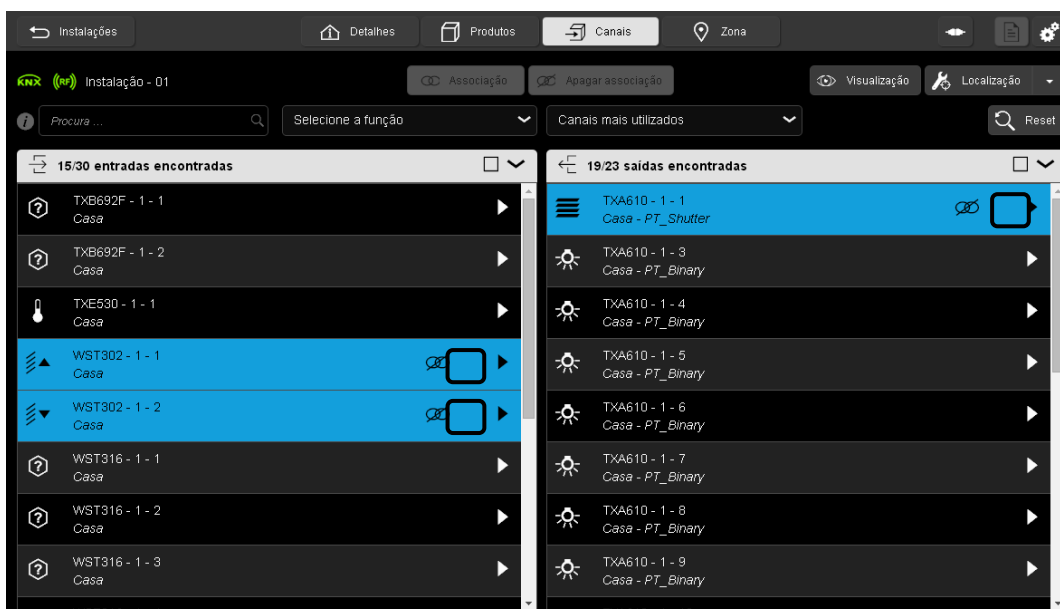 Instalações
Detalhes
Produtos
Canais
Zona
KNX ((RF)) Instalação - 01
Associação
Apagar associação
Visualização
Localização
i
Procura ...
Selecione a função
Canais mais utilizados
Reset
15/30 entradas encontradas
TXB692F - 1 - 1
Casa
TXB692F - 1 - 2
Casa
TXE530 - 1 - 1
Casa
WST302 - 1 - 1
Casa
WST302 - 1 - 2
Casa
WST316 - 1 - 1
Casa
WST316 - 1 - 2
Casa
WST316 - 1 - 3
Casa
19/23 saídas encontradas
TXA610 - 1 - 1
Casa - PT_Shutter
TXA610 - 1 - 3
Casa - PT_Binary
TXA610 - 1 - 4
Casa - PT_Binary
TXA610 - 1 - 5
Casa - PT_Binary
TXA610 - 1 - 6
Casa - PT_Binary
TXA610 - 1 - 7
Casa - PT_Binary
TXA610 - 1 - 8
Casa - PT_Binary
TXA610 - 1 - 9
Casa - PT_Binary